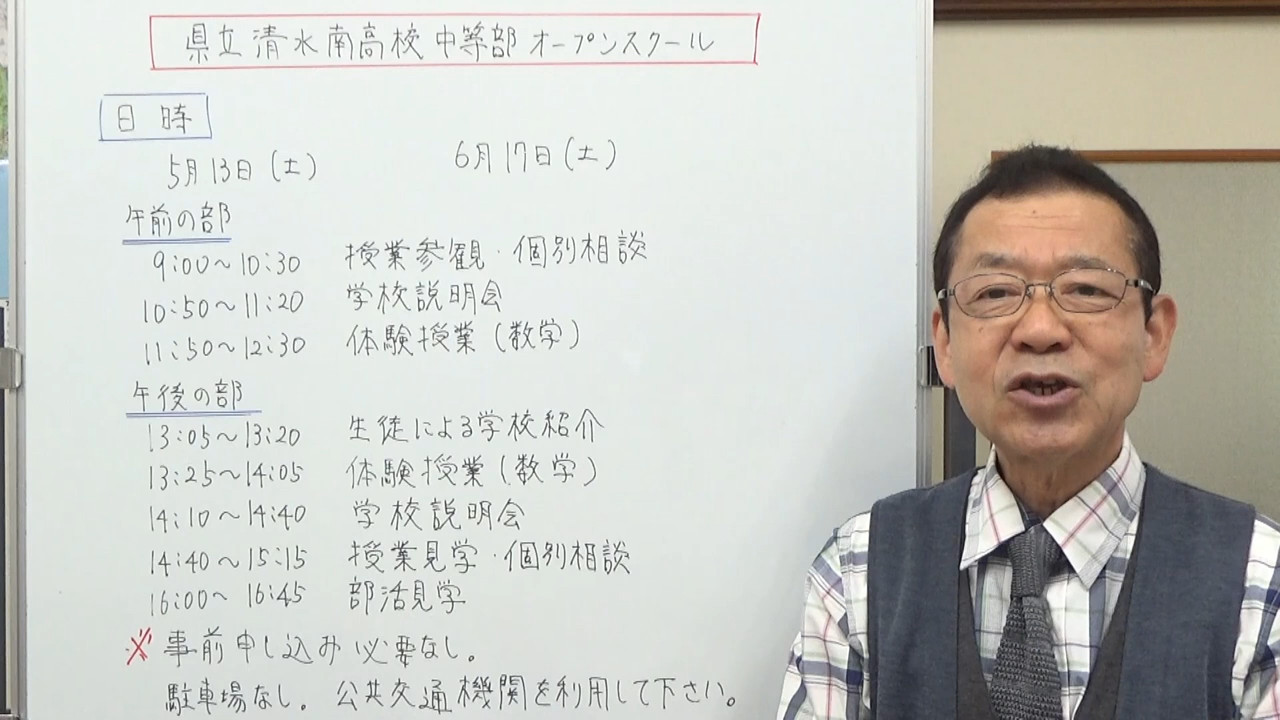 県立清水南高校中等部オープンスクール
日時
5月13日(土) 6月17日(土)
午前の部
9:00~10:30 授業参観・個別相談
10:50~11:20 学校説明会
11:50~12:30 体験授業(数学)
午後の部
13:05~13:20 生徒による学校紹介
13:25~14:05 体験授業(数学)
14:10~14:40 学校説明会
14:40~15:15 授業見学・個別相談
16:00~16:45 部活見学
※事前申し込み必要なし。
駐車場なし。公共交通機関を利用して下さい。